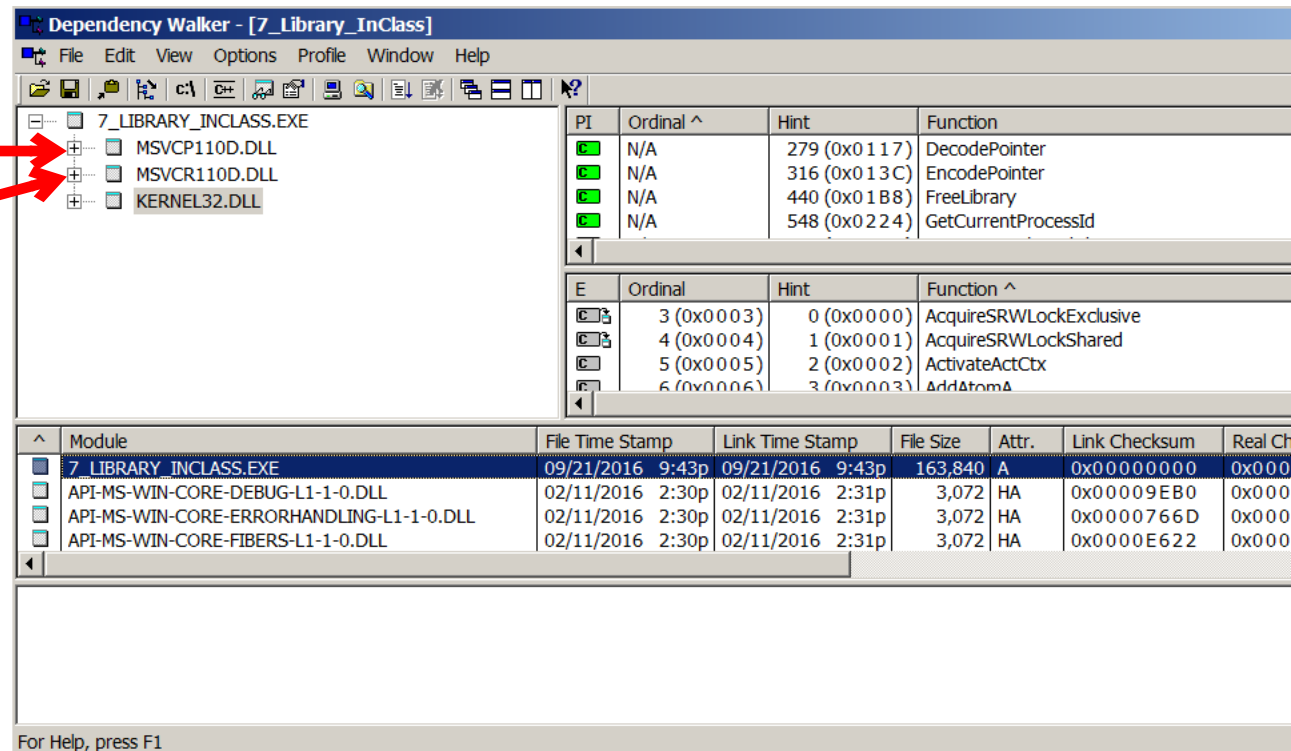 Dependency Walker - [7_Library_InClass]
File Edit View Options Profile Window Help
c:\ C++
7_LIBRARY_INCLASS.EXE
MSVCP110D.DLL
MSVCR110D.DLL
KERNEL32.DLL
PI Ordinal ^ Hint Function
C N/A 279 (0x0117) DecodePointer
C N/A 316 (0x013C) EncodePointer
C N/A 440 (0x01B8) FreeLibrary
C N/A 548 (0x0224) GetCurrentProcessId
E Ordinal Hint Function ^
C 3 (0x0003) 0 (0x0000) AcquireSRWLockExclusive
C 4 (0x0004) 1 (0x0001) AcquireSRWLockShared
C 5 (0x0005) 2 (0x0002) ActivateActCtx
C 6 (0x0006) 3 (0x0003) AddAtomA
^ Module File Time Stamp Link Time Stamp File Size Attr. Link Checksum Real Ch
7_LIBRARY_INCLASS.EXE 09/21/2016 9:43p 09/21/2016 9:43p 163,840 A 0x00000000 0x000
API-MS-WIN-CORE-DEBUG-L1-1-0.DLL 02/11/2016 2:30p 02/11/2016 2:31p 3,072 HA 0x00009EB0 0x000
API-MS-WIN-CORE-ERRORHANDLING-L1-1-0.DLL 02/11/2016 2:30p 02/11/2016 2:31p 3,072 HA 0x0000766D 0x000
API-MS-WIN-CORE-FIBERS-L1-1-0.DLL 02/11/2016 2:30p 02/11/2016 2:31p 3,072 HA 0x0000E622 0x000
For Help, press F1